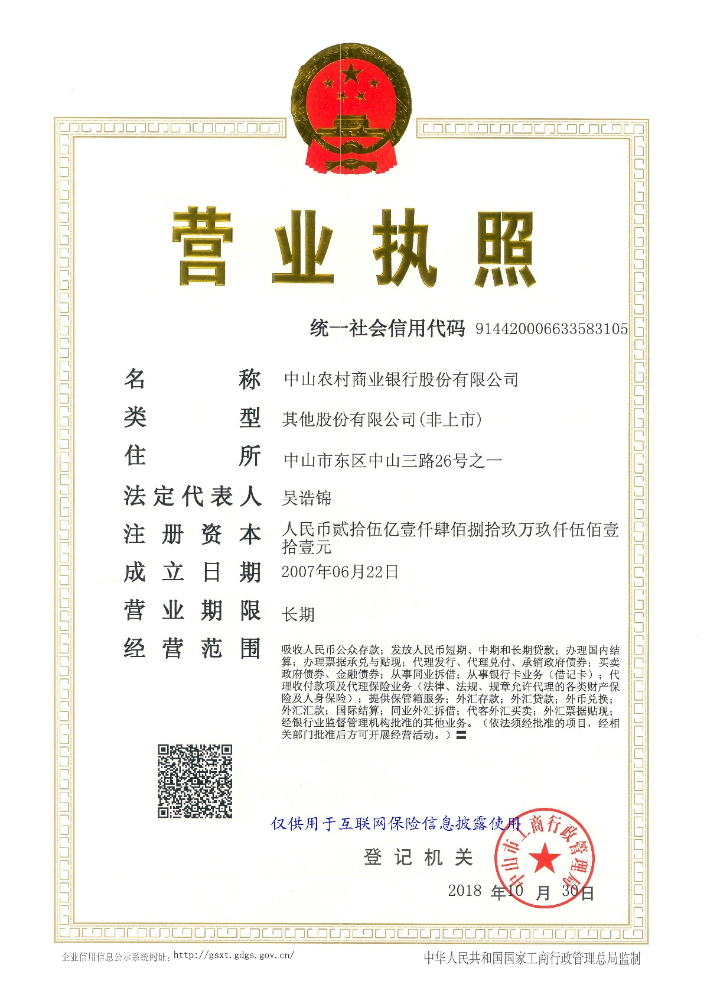 营业执照
统一社会信用代码 914420006633583105
名称 中山农村商业银行股份有限公司
类型 其他股份有限公司(非上市)
住所 中山市东区中山三路26号之一
法定代表人 吴诰锦
注册资本 人民币贰拾伍亿壹仟肆佰捌拾玖万玖仟伍佰壹
拾壹元
成立日期 2007年06月22日
营业期限 长期
经营范围 吸收人民币公众存款；发放人民币短期、中期和长期贷款；办理国内结
算；办理票据承兑与贴现；代理发行、代理兑付、承销政府债券；买卖
政府债券、金融债券；从事同业拆借；从事银行卡业务（借记卡）；代
理收付款项及代理保险业务（法律、法规、规章允许代理的各类财产保
险及人身保险）；提供保管箱服务；外汇存款；外汇贷款；外币兑换；
外汇汇款；国际结算；同业外汇拆借；代客外汇买卖；外汇票据贴现；
经银行业监督管理机构批准的其他业务。（依法须经批准的项目，经相
关部门批准后方可开展经营活动。）〓
仅供用于互联网保险信息披露使用
中山市工商行政管理局
登记机关
2018年10月30日
企业信用信息公示系统网址：http://gsxt.gdgs.gov.cn/
中华人民共和国国家工商行政管理总局监制